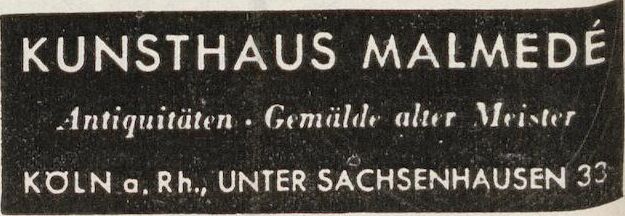 KUNSTHAUS MALMEDÉ
Antiquitäten · Gemälde alter Meister
KÖLN a. Rh., UNTER SACHSENHAUSEN 33